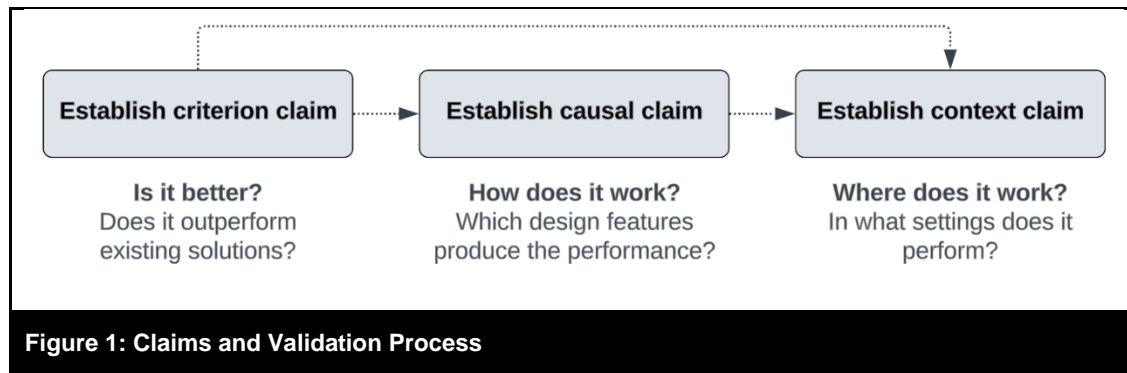 Establish criterion claim
Is it better?
Does it outperform
existing solutions?
Establish causal claim
How does it work?
Which design features
produce the performance?
Establish context claim
Where does it work?
In what settings does it
perform?
Figure 1: Claims and Validation Process